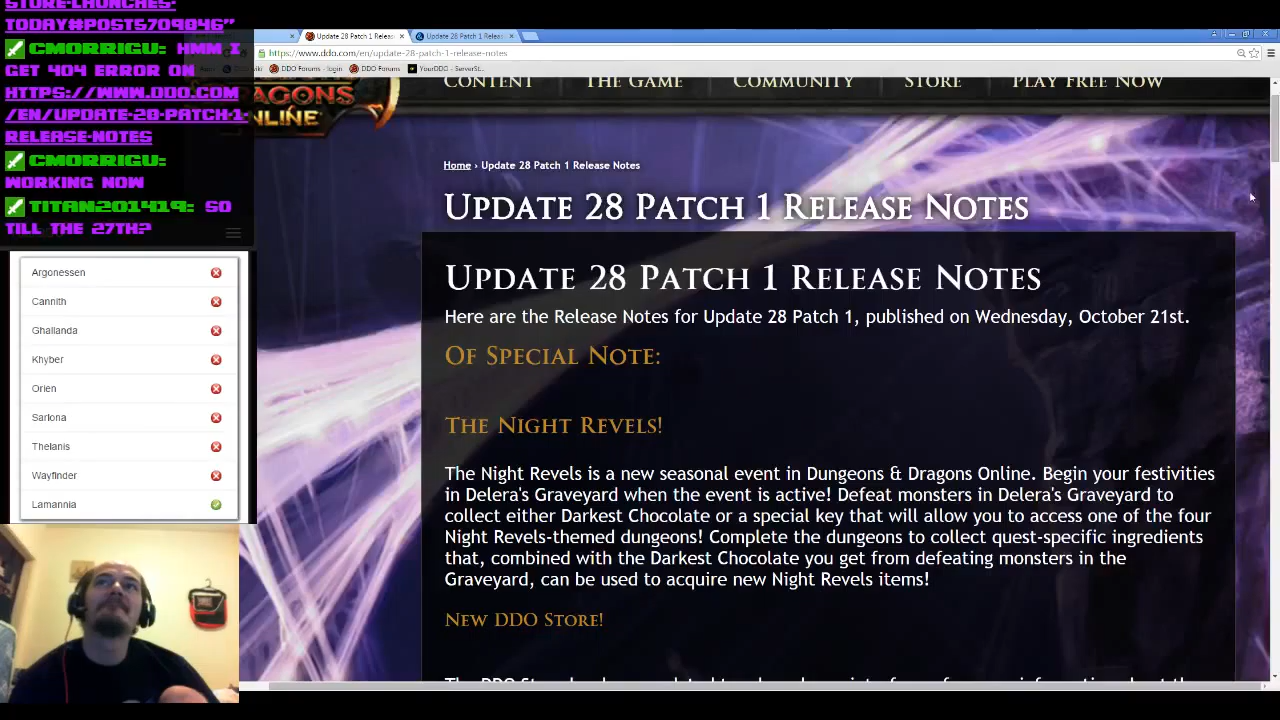 STORE-LAUNCHES-
TODAY#POST5709846"
CMORRIGU: HMM I
GET 404 ERROR ON
HTTPS://WWW.DDO.COM
/EN/UPDATE-28-PATCH-1-
RELEASE-NOTES
CMORRIGU:
WORKING NOW
TITAN201419: SO
TILL THE 27TH?
Argonessen
Cannith
Ghallanda
Khyber
Orien
Sarlona
Thelanis
Wayfinder
Lamannia
Update 28 Patch 1 Releas
Update 28 Patch 1 Releas
https://www.ddo.com/en/update-28-patch-1-release-notes
DDO Forums - login
DDO Forums
YourDDO - ServerSt...
DRAGONS
ONLINE
CONTENT
THE GAME
COMMUNITY
STORE
PLAY FREE NOW
Home › Update 28 Patch 1 Release Notes
Update 28 Patch 1 Release Notes
Update 28 Patch 1 Release Notes
Here are the Release Notes for Update 28 Patch 1, published on Wednesday, October 21st.
Of Special Note:
The Night Revels!
The Night Revels is a new seasonal event in Dungeons & Dragons Online. Begin your festivities
in Delera's Graveyard when the event is active! Defeat monsters in Delera's Graveyard to
collect either Darkest Chocolate or a special key that will allow you to access one of the four
Night Revels-themed dungeons! Complete the dungeons to collect quest-specific ingredients
that, combined with the Darkest Chocolate you get from defeating monsters in the
Graveyard, can be used to acquire new Night Revels items!
New DDO Store!